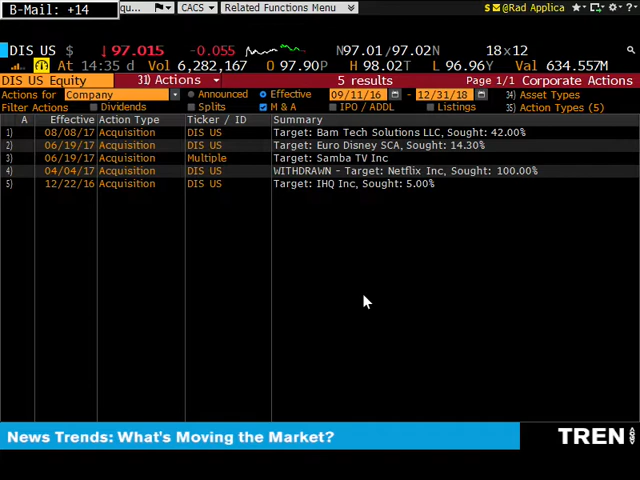 B-Mail: +14
qu...
CACS
Related Functions Menu
$ @Rad Applica
DIS US $ ↓97.015 -0.055 N97.01/97.02N 18x12
At 14:35 d Vol 6,282,167 O 97.90P H 98.02T L 96.96Y Val 634.557M
DIS US Equity 31) Actions 5 results Page 1/1 Corporate Actions
Actions for Company Announced Effective 09/11/16 - 12/31/18 34) Asset Types
Filter Actions Dividends Splits M & A IPO / ADDL Listings 35) Action Types (5)
A Effective Action Type Ticker / ID Summary
1) 08/08/17 Acquisition DIS US Target: Bam Tech Solutions LLC, Sought: 42.00%
2) 06/19/17 Acquisition DIS US Target: Euro Disney SCA, Sought: 14.30%
3) 06/19/17 Acquisition Multiple Target: Samba TV Inc
4) 04/04/17 Acquisition DIS US WITHDRAWN - Target: Netflix Inc, Sought: 100.00%
5) 12/22/16 Acquisition DIS US Target: IHQ Inc, Sought: 5.00%
News Trends: What's Moving the Market?
TREN